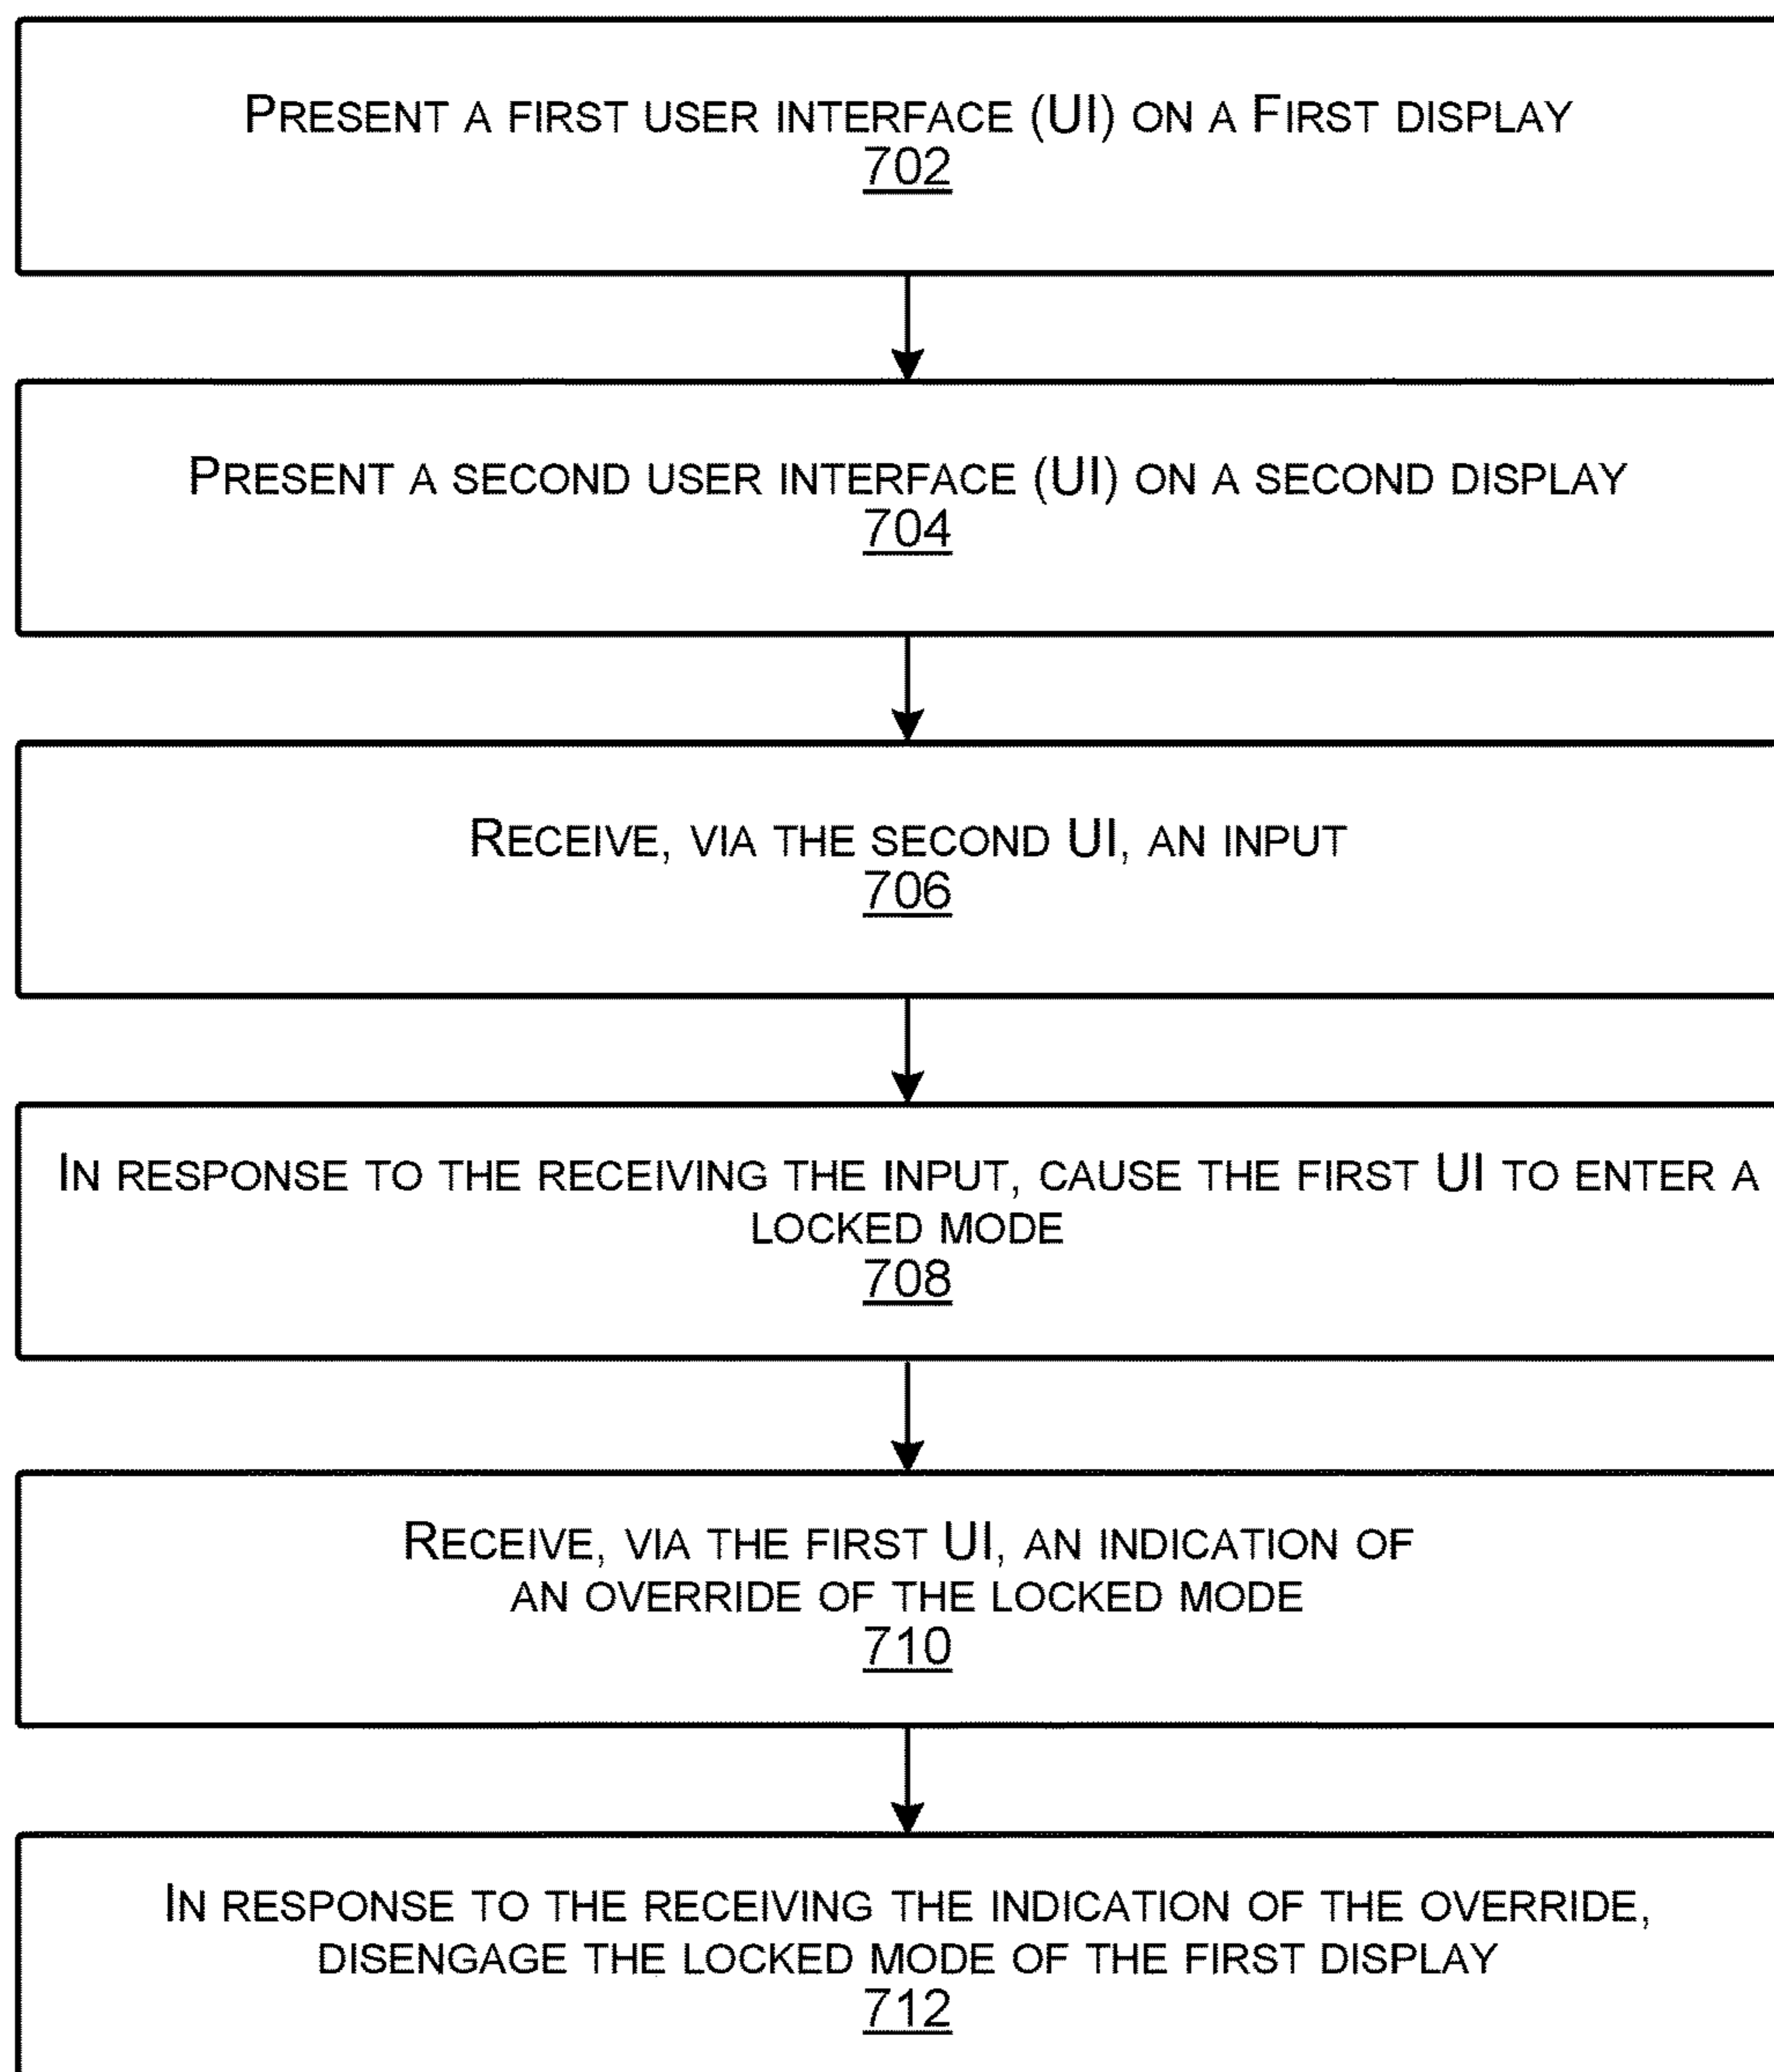 PRESENT A FIRST USER INTERFACE (UI) ON A FIRST DISPLAY
702
PRESENT A SECOND USER INTERFACE (UI) ON A SECOND DISPLAY
704
RECEIVE, VIA THE SECOND UI, AN INPUT
706
IN RESPONSE TO THE RECEIVING THE INPUT, CAUSE THE FIRST UI TO ENTER A
LOCKED MODE
708
RECEIVE, VIA THE FIRST UI, AN INDICATION OF
AN OVERRIDE OF THE LOCKED MODE
710
IN RESPONSE TO THE RECEIVING THE INDICATION OF THE OVERRIDE,
DISENGAGE THE LOCKED MODE OF THE FIRST DISPLAY
712